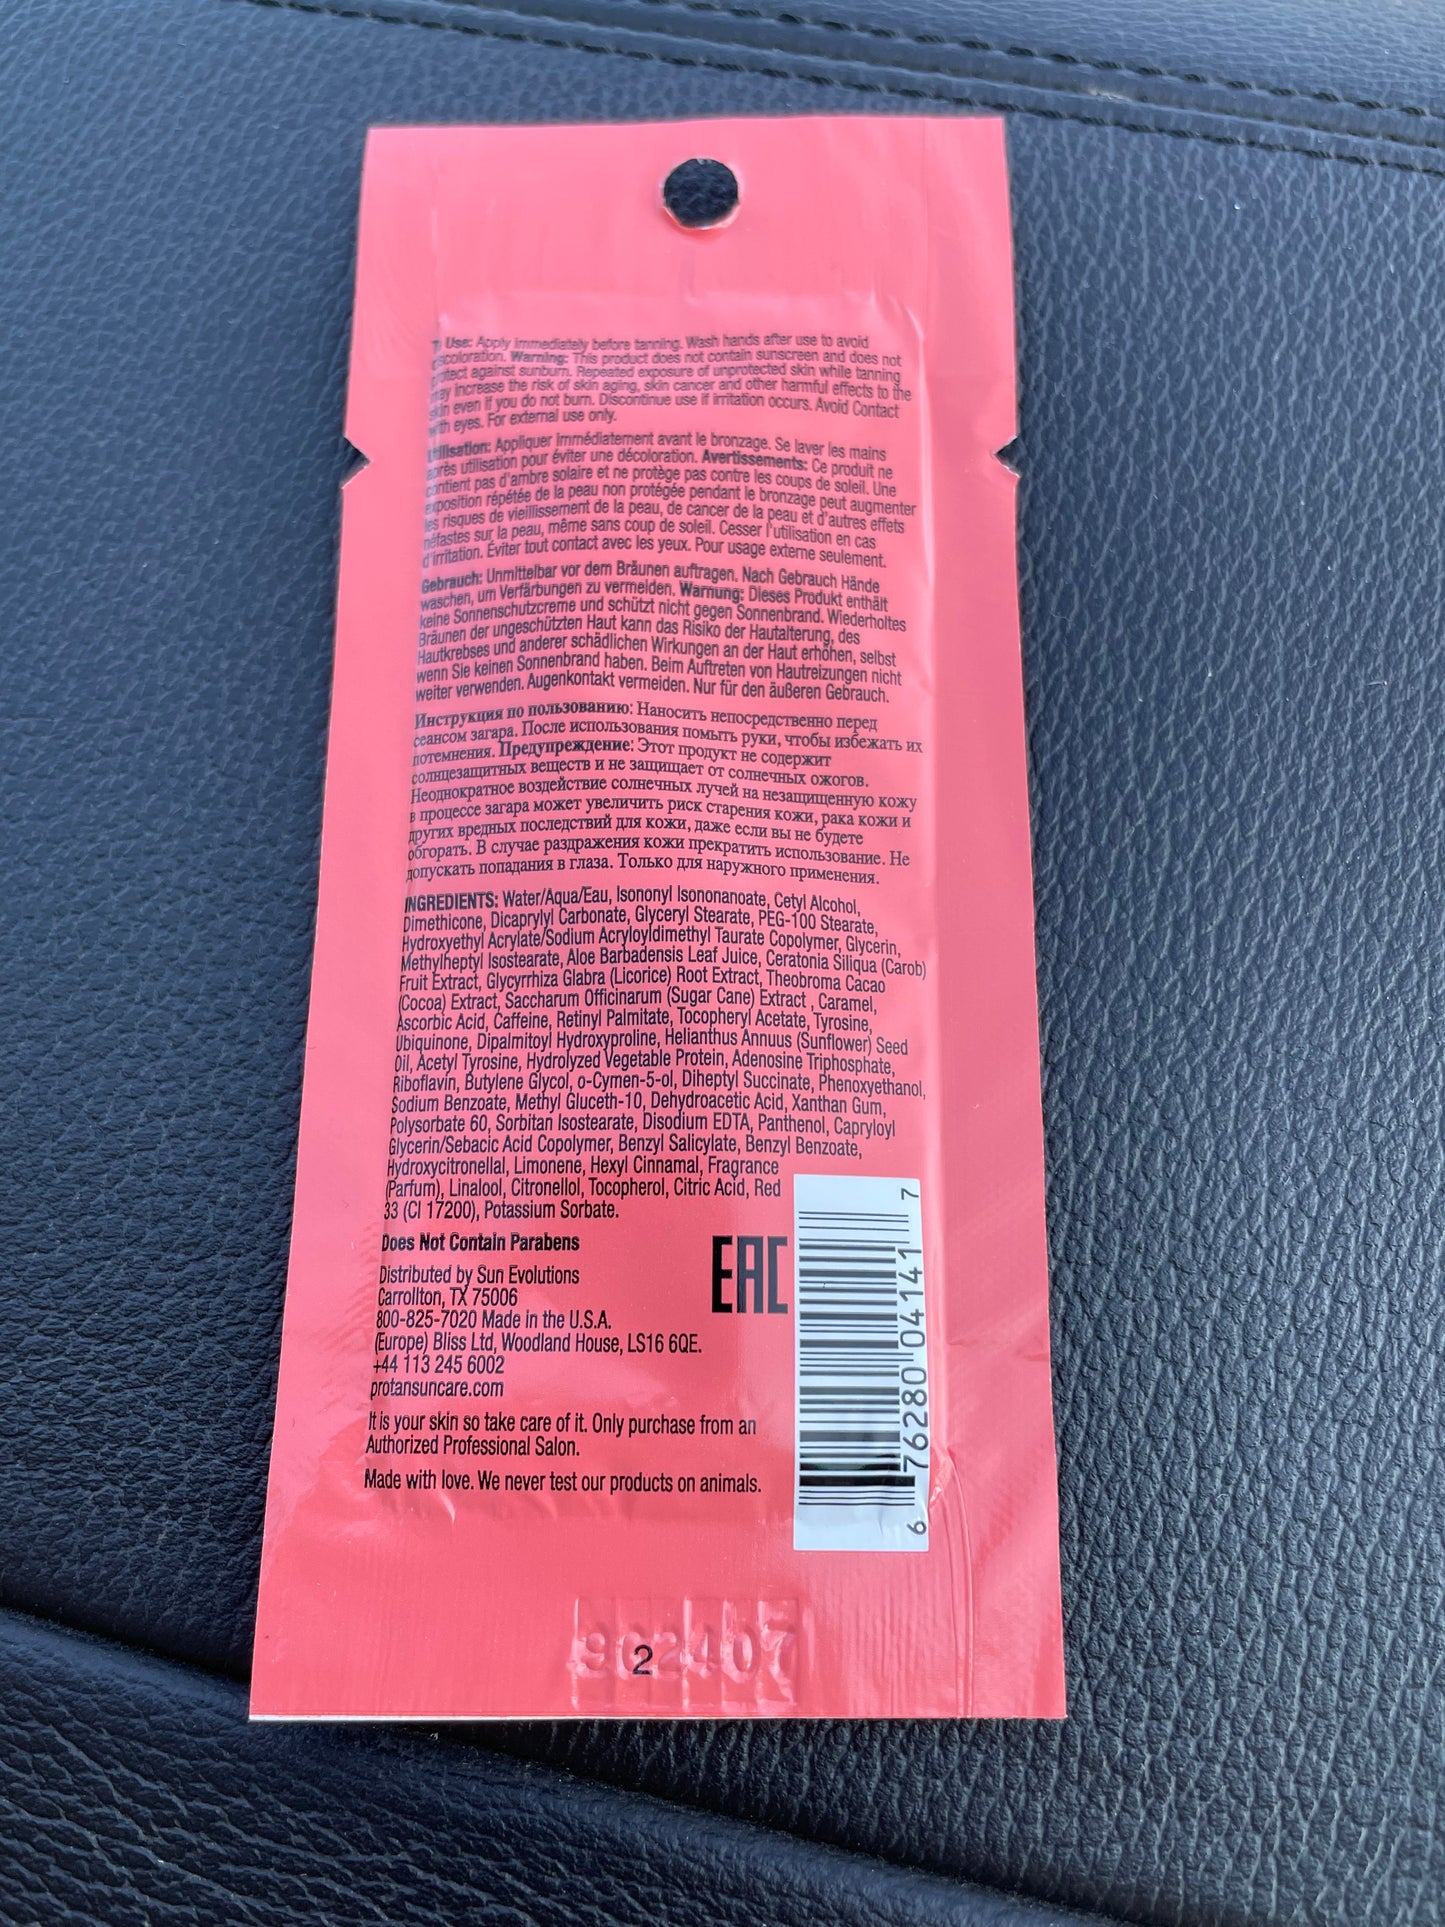 To Use: Apply immediately before tanning. Wash hands after use to avoid
discoloration. Warning: This product does not contain sunscreen and does not
protect against sunburn. Repeated exposure of unprotected skin while tanning
may increase the risk of skin aging, skin cancer and other harmful effects to the
skin even if you do not burn. Discontinue use if irritation occurs. Avoid Contact
with eyes. For external use only.
Utilisation: Appliquer immédiatement avant le bronzage. Se laver les mains
après utilisation pour éviter une décoloration. Avertissements: Ce produit ne
contient pas d'ambre solaire et ne protège pas contre les coups de soleil. Une
exposition répétée de la peau non protégée pendant le bronzage peut augmenter
les risques de vieillissement de la peau, de cancer de la peau et d'autres effets
néfastes sur la peau, même sans coup de soleil. Cesser l'utilisation en cas
d'irritation. Éviter tout contact avec les yeux. Pour usage externe seulement.
Gebrauch: Unmittelbar vor dem Bräunen auftragen. Nach Gebrauch Hände
waschen, um Verfärbungen zu vermeiden. Warnung: Dieses Produkt enthält
keine Sonnenschutzcreme und schützt nicht gegen Sonnenbrand. Wiederholtes
Bräunen der ungeschützten Haut kann das Risiko der Hautalterung, des
Hautkrebses und anderer schädlichen Wirkungen an der Haut erhöhen, selbst
wenn Sie keinen Sonnenbrand haben. Beim Auftreten von Hautreizungen nicht
weiter verwenden. Augenkontakt vermeiden. Nur für den äußeren Gebrauch.
Инструкция по пользованию: Наносить непосредственно перед
сеансом загара. После использования помыть руки, чтобы избежать их
потемнения. Предупреждение: Этот продукт не содержит
солнцезащитных веществ и не защищает от солнечных ожогов.
Неоднократное воздействие солнечных лучей на незащищенную кожу
в процессе загара может увеличить риск старения кожи, рака кожи и
других вредных последствий для кожи, даже если вы не будете
обгорать. В случае раздражения кожи прекратить использование. Не
допускать попадания в глаза. Только для наружного применения.
INGREDIENTS: Water/Aqua/Eau, Isononyl Isononanoate, Cetyl Alcohol,
Dimethicone, Dicaprylyl Carbonate, Glyceryl Stearate, PEG-100 Stearate,
Hydroxyethyl Acrylate/Sodium Acryloyldimethyl Taurate Copolymer, Glycerin,
Methylheptyl Isostearate, Aloe Barbadensis Leaf Juice, Ceratonia Siliqua (Carob)
Fruit Extract, Glycyrrhiza Glabra (Licorice) Root Extract, Theobroma Cacao
(Cocoa) Extract, Saccharum Officinarum (Sugar Cane) Extract , Caramel,
Ascorbic Acid, Caffeine, Retinyl Palmitate, Tocopheryl Acetate, Tyrosine,
Ubiquinone, Dipalmitoyl Hydroxyproline, Helianthus Annuus (Sunflower) Seed
Oil, Acetyl Tyrosine, Hydrolyzed Vegetable Protein, Adenosine Triphosphate,
Riboflavin, Butylene Glycol, o-Cymen-5-ol, Diheptyl Succinate, Phenoxyethanol,
Sodium Benzoate, Methyl Gluceth-10, Dehydroacetic Acid, Xanthan Gum,
Polysorbate 60, Sorbitan Isostearate, Disodium EDTA, Panthenol, Capryloyl
Glycerin/Sebacic Acid Copolymer, Benzyl Salicylate, Benzyl Benzoate,
Hydroxycitronellal, Limonene, Hexyl Cinnamal, Fragrance
(Parfum), Linalool, Citronellol, Tocopherol, Citric Acid, Red
33 (CI 17200), Potassium Sorbate.
Does Not Contain Parabens
EAC
Distributed by Sun Evolutions
Carrollton, TX 75006
800-825-7020 Made in the U.S.A.
(Europe) Bliss Ltd, Woodland House, LS16 6QE.
+44 113 245 6002
protansuncare.com
It is your skin so take care of it. Only purchase from an
Authorized Professional Salon.
Made with love. We never test our products on animals.
6 76280 04141 7
2